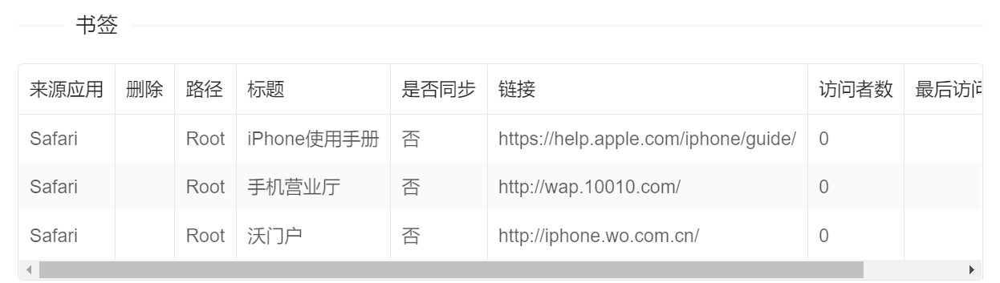 书签
来源应用 删除 路径 标题 是否同步 链接 访问者数 最后访问
Safari Root iPhone使用手册 否 https://help.apple.com/iphone/guide/ 0
Safari Root 手机营业厅 否 http://wap.10010.com/ 0
Safari Root 沃门户 否 http://iphone.wo.com.cn/ 0